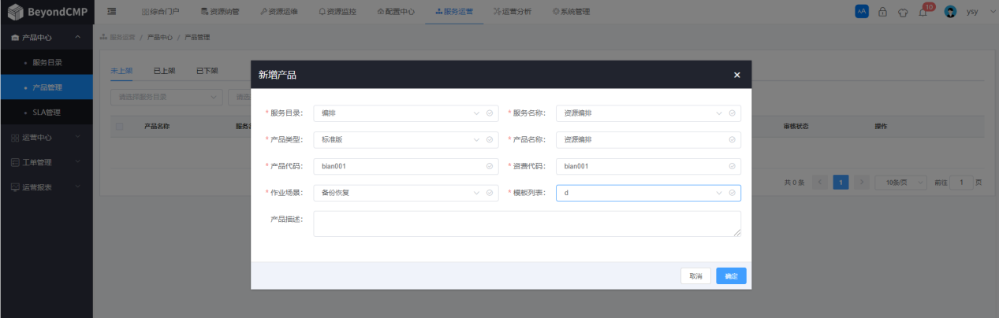 BeyondCMP
综合门户 资源纳管 资源运维 资源监控 配置中心 服务运营 运营分析 系统管理
10
ysy
产品中心
服务目录
产品管理
SLA管理
运营中心
工单管理
运营报表
服务运营 / 产品中心 / 产品管理
未上架 已上架 已下架
请选择服务目录
产品名称
审核状态 操作
共 0 条 1 10条/页 前往 1 页
新增产品
* 服务目录: 编排 * 服务名称: 资源编排
* 产品类型: 标准版 * 产品名称: 资源编排
* 产品代码: bian001 * 资费代码: bian001
* 作业场景: 备份恢复 * 模板列表: d
产品描述:
取消 确定